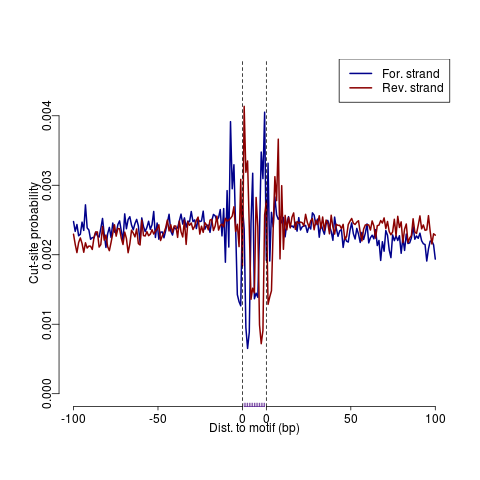 For. strand
Rev. strand
Cut-site probability
0.004
0.003
0.002
0.001
0.000
-100 -50 0 0 50 100
Dist. to motif (bp)